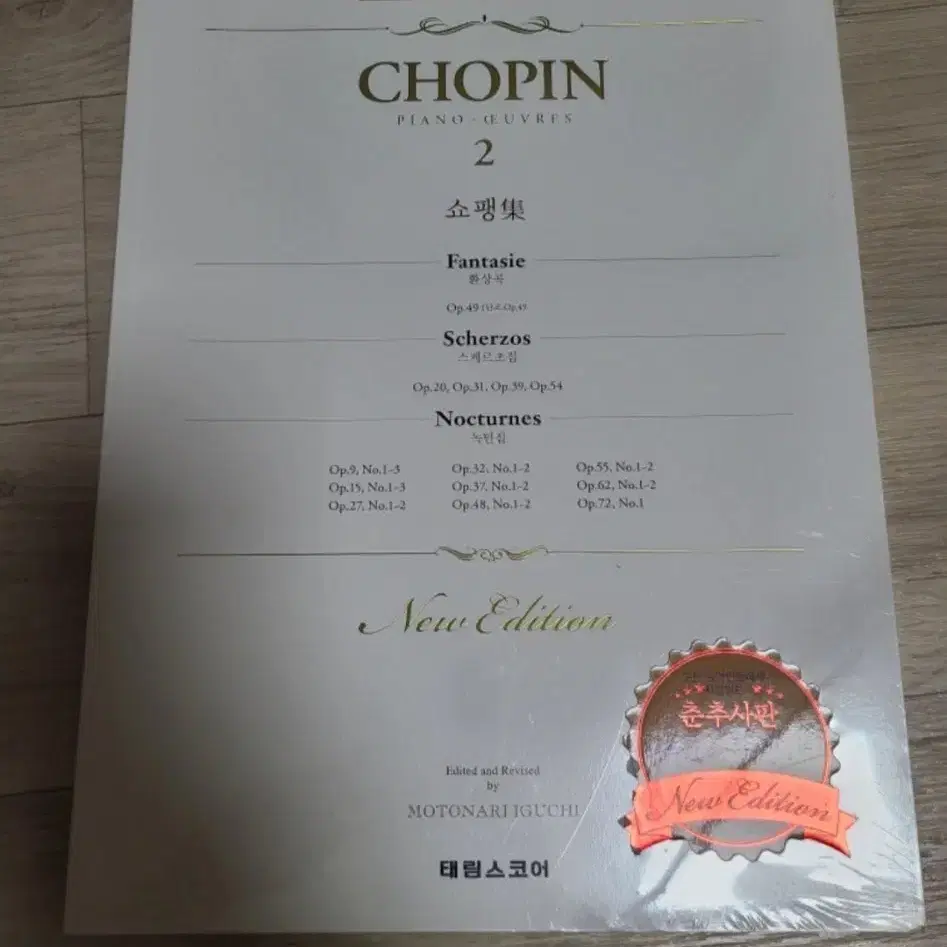 CHOPIN
PIANO · ŒUVRES
2
쇼팽集
Fantasie
환상곡
Op.49
Scherzos
스케르초집
Op.20, Op.31, Op.39, Op.54
Nocturnes
녹턴집
Op.9, No.1-3 Op.32, No.1-2 Op.55, No.1-2
Op.15, No.1-3 Op.37, No.1-2 Op.62, No.1-2
Op.27, No.1-2 Op.48, No.1-2 Op.72, No.1
New Edition
춘추사판
New Edition
Edited and Revised
by
MOTONARI IGUCHI
태림스코어